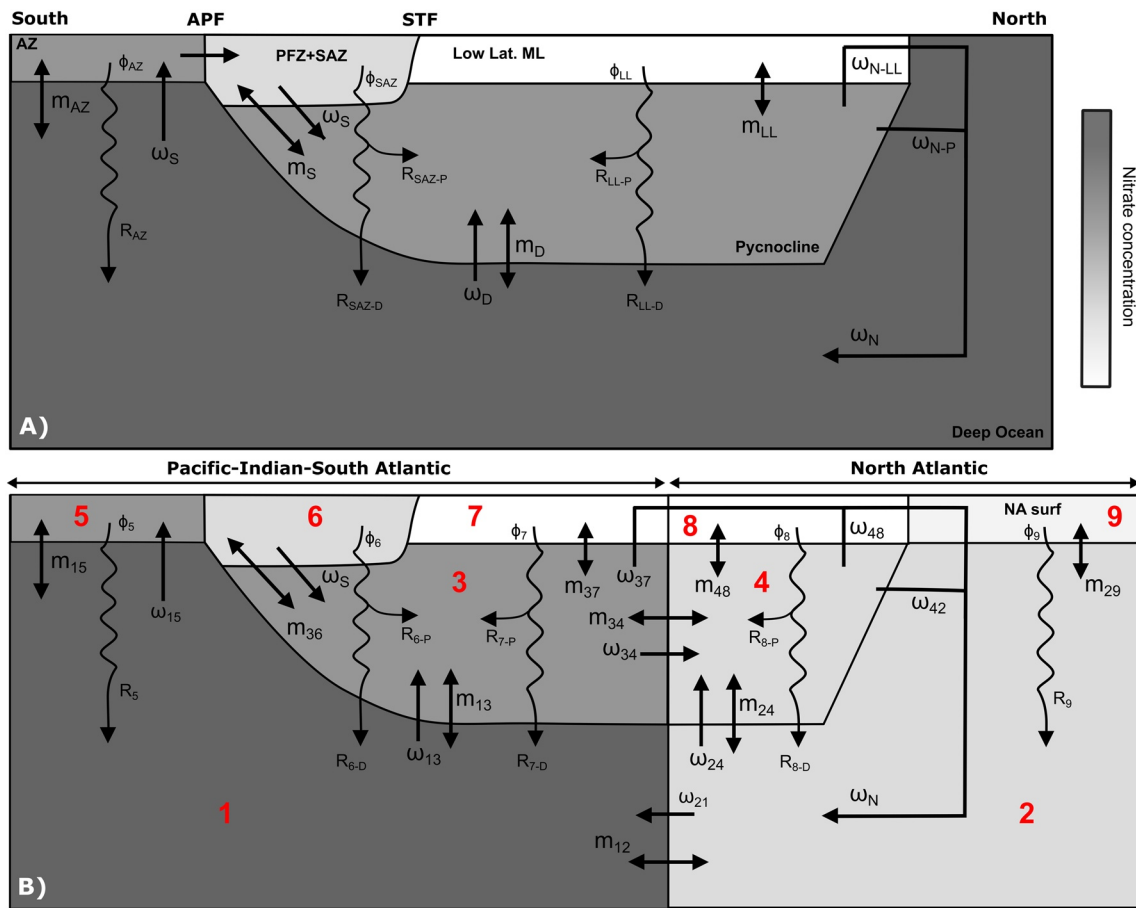 South APF STF North
AZ
PFZ+SAZ
Low Lat. ML
ϕAZ
ϕSAZ
ϕLL
ωN-LL
mAZ
ωS
ωS
mS
mLL
RSAZ-P
RLL-P
ωN-P
RAZ
mD
ωD
Pycnocline
RSAZ-D
RLL-D
ωN
A)
Deep Ocean
Nitrate concentration
Pacific-Indian-South Atlantic North Atlantic
5 6 7 8 NA surf 9
ϕ5
ϕ6
ϕ7
ϕ8
ω48
ϕ9
m15
ω15
ωS
m36
3
m37
ω37
m48
4
ω42
m29
R6-P
R7-P
m34
R8-P
ω34
R5
m13
ω13
m24
ω24
R9
R6-D
R7-D
R8-D
1
ω21
ωN
2
m12
B)